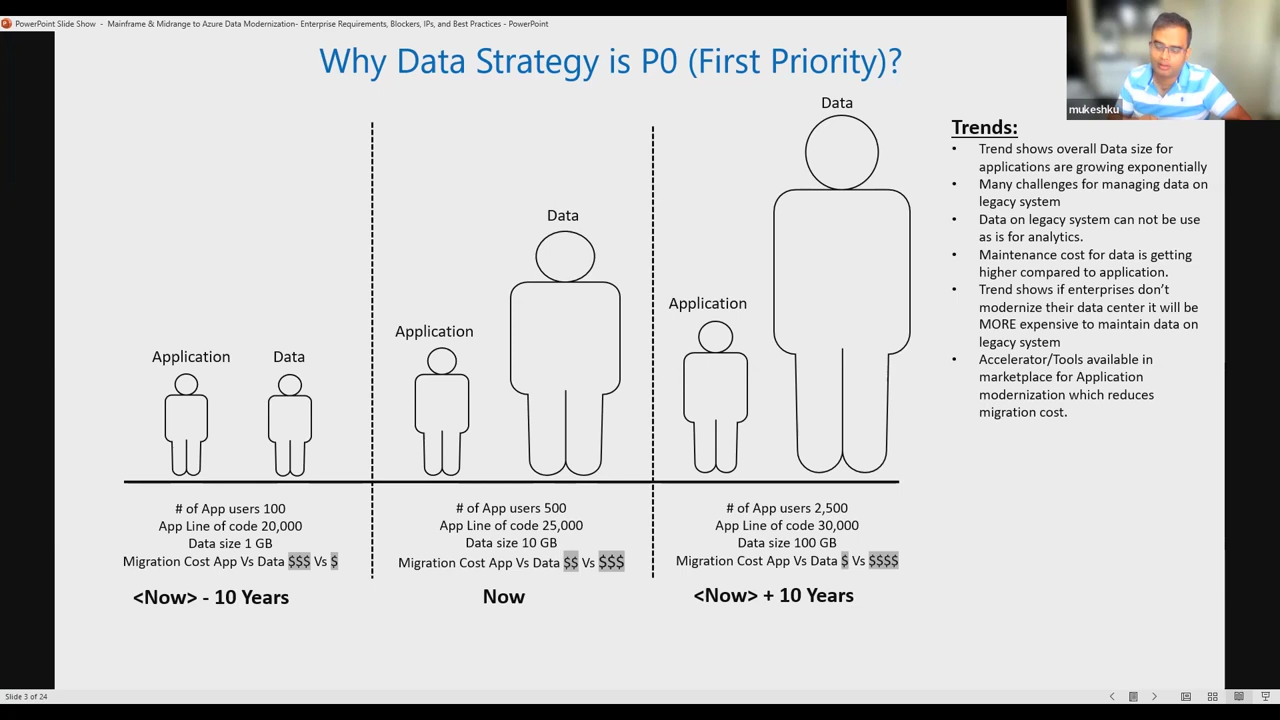 PowerPoint Slide Show - Mainframe & Midrange to Azure Data Modernization- Enterprise Requirements, Blockers, IPs, and Best Practices - PowerPoint
mukeshku
Why Data Strategy is P0 (First Priority)?
Application
Data
# of App users 100
App Line of code 20,000
Data size 1 GB
Migration Cost App Vs Data $$$ Vs $
<Now> - 10 Years
Application
Data
# of App users 500
App Line of code 25,000
Data size 10 GB
Migration Cost App Vs Data $$ Vs $$$
Now
Application
Data
# of App users 2,500
App Line of code 30,000
Data size 100 GB
Migration Cost App Vs Data $ Vs $$$$
<Now> + 10 Years
Trends:
• Trend shows overall Data size for
applications are growing exponentially
• Many challenges for managing data on
legacy system
• Data on legacy system can not be use
as is for analytics.
• Maintenance cost for data is getting
higher compared to application.
• Trend shows if enterprises don’t
modernize their data center it will be
MORE expensive to maintain data on
legacy system
• Accelerator/Tools available in
marketplace for Application
modernization which reduces
migration cost.
Slide 3 of 24